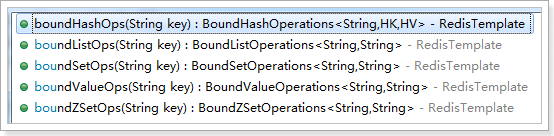 boundHashOps(String key) : BoundHashOperations<String,HK,HV> - RedisTemplate
boundListOps(String key) : BoundListOperations<String,String> - RedisTemplate
boundSetOps(String key) : BoundSetOperations<String,String> - RedisTemplate
boundValueOps(String key) : BoundValueOperations<String,String> - RedisTemplate
boundZSetOps(String key) : BoundZSetOperations<String,String> - RedisTemplate